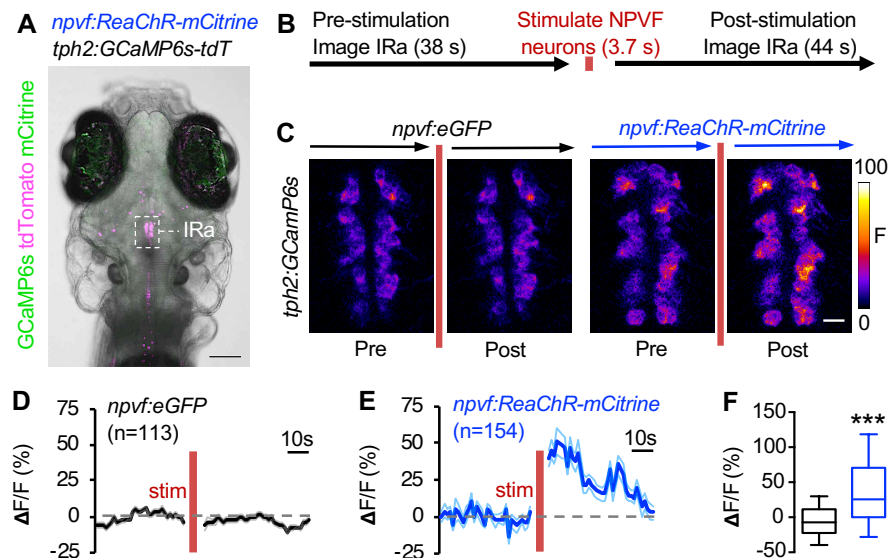 A
npvf:ReaChR-mCitrine
tph2:GCaMP6s-tdT
GCaMP6s tdTomato mCitrine
IRa
B
Pre-stimulation
Image IRa (38 s)
Stimulate NPVF
neurons (3.7 s)
Post-stimulation
Image IRa (44 s)
C
npvf:eGFP
npvf:ReaChR-mCitrine
tph2:GCamP6s
100
F
0
Pre
Post
Pre
Post
D
npvf:eGFP
(n=113)
10s
stim
ΔF/F (%)
75
50
25
0
-25
E
npvf:ReaChR-mCitrine
(n=154)
10s
stim
ΔF/F (%)
75
50
25
0
-25
F
***
ΔF/F (%)
150
100
50
0
-50